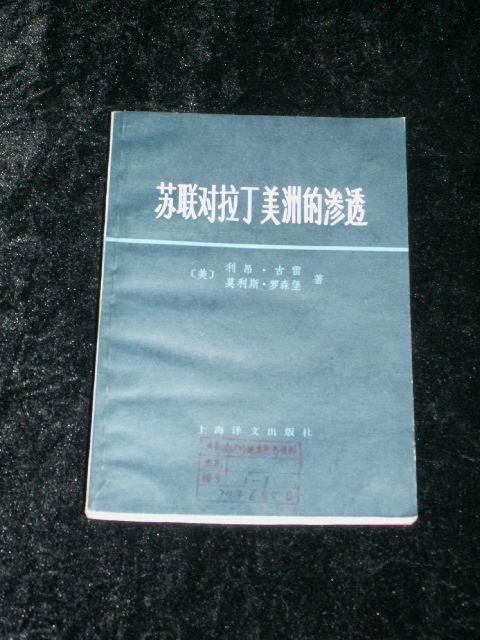 苏联对拉丁美洲的渗透
〔美〕
利昂·古雷
莫利斯·罗森堡
著
上海译文出版社